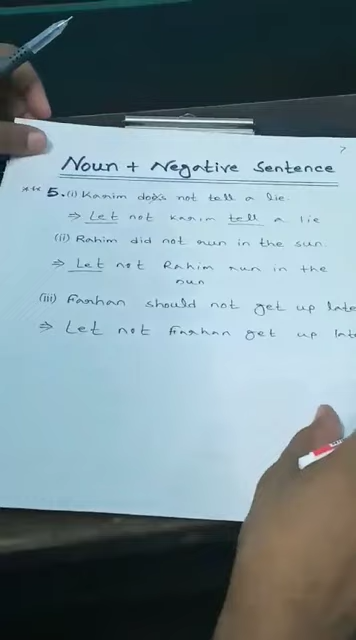 7
Noun + Negative Sentence
*** 5. (i) Karim does not tell a lie.
⇒ Let not Karim tell a lie
(ii) Rahim did not run in the sun.
⇒ Let not Rahim run in the
nun
(iii) Farhan should not get up late
⇒ Let not Farhan get up late